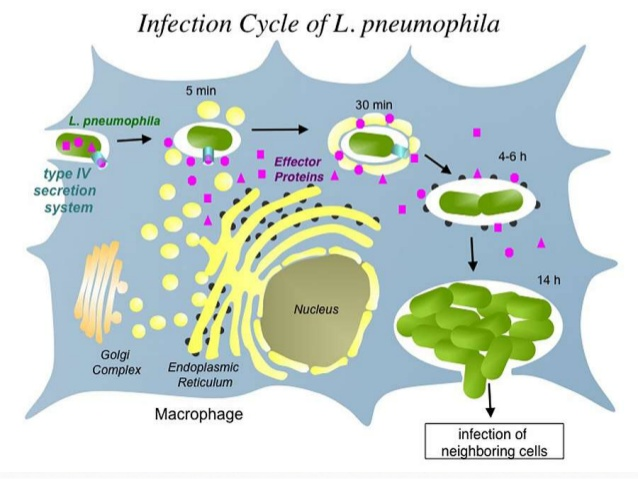 Infection Cycle of L. pneumophila
5 min
30 min
L. pneumophila
4-6 h
type IV
secretion
system
Effector
Proteins
14 h
Nucleus
Golgi
Complex
Endoplasmic
Reticulum
Macrophage
infection of
neighboring cells